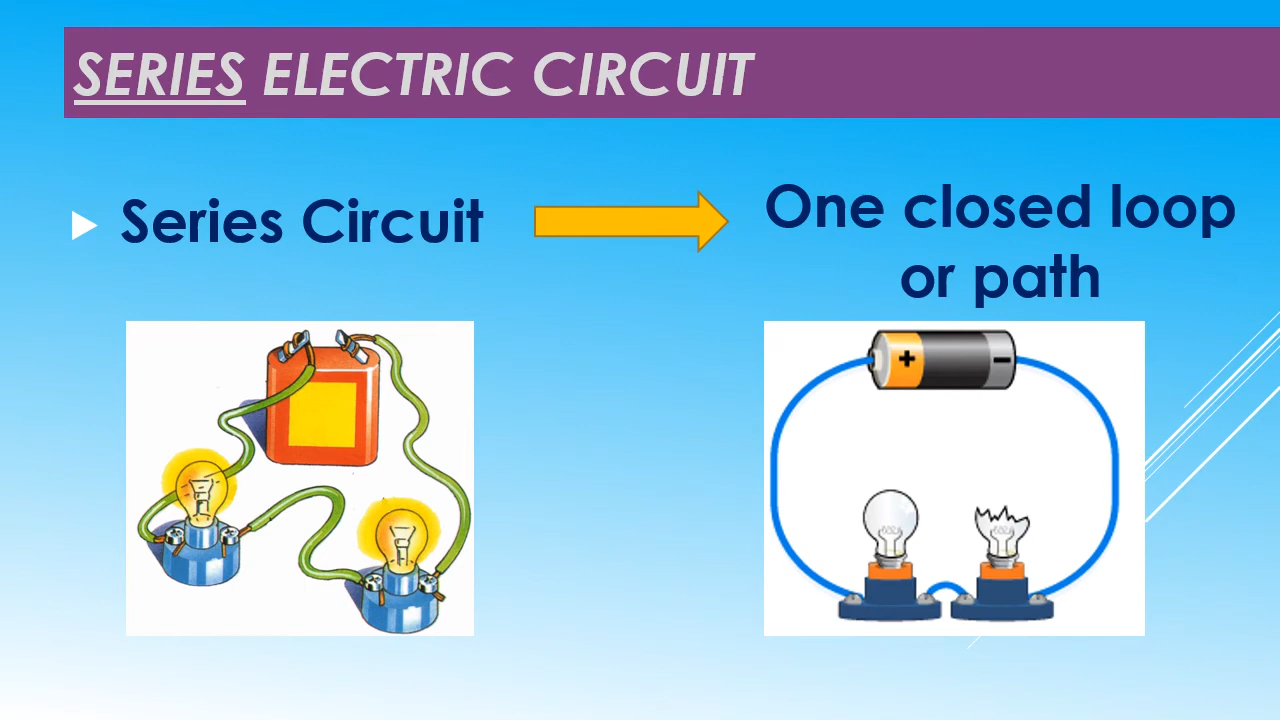 SERIES ELECTRIC CIRCUIT
Series Circuit
One closed loop
or path
+
−